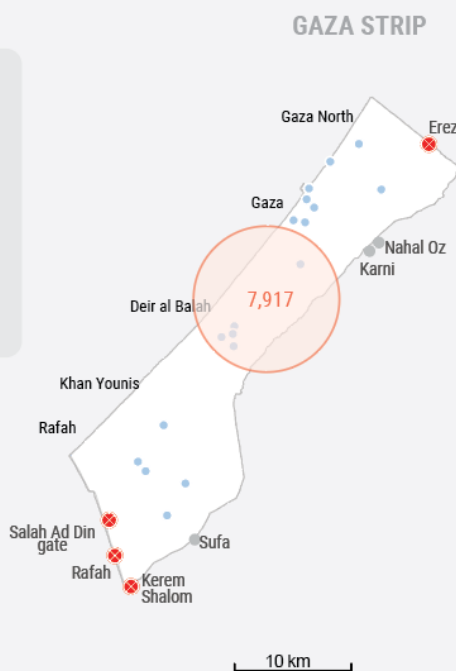 GAZA STRIP
Gaza North
Erez
Gaza
Nahal Oz
Karni
7,917
Deir al Balah
Khan Younis
Rafah
Salah Ad Din
gate
Sufa
Rafah
Kerem
Shalom
10 km